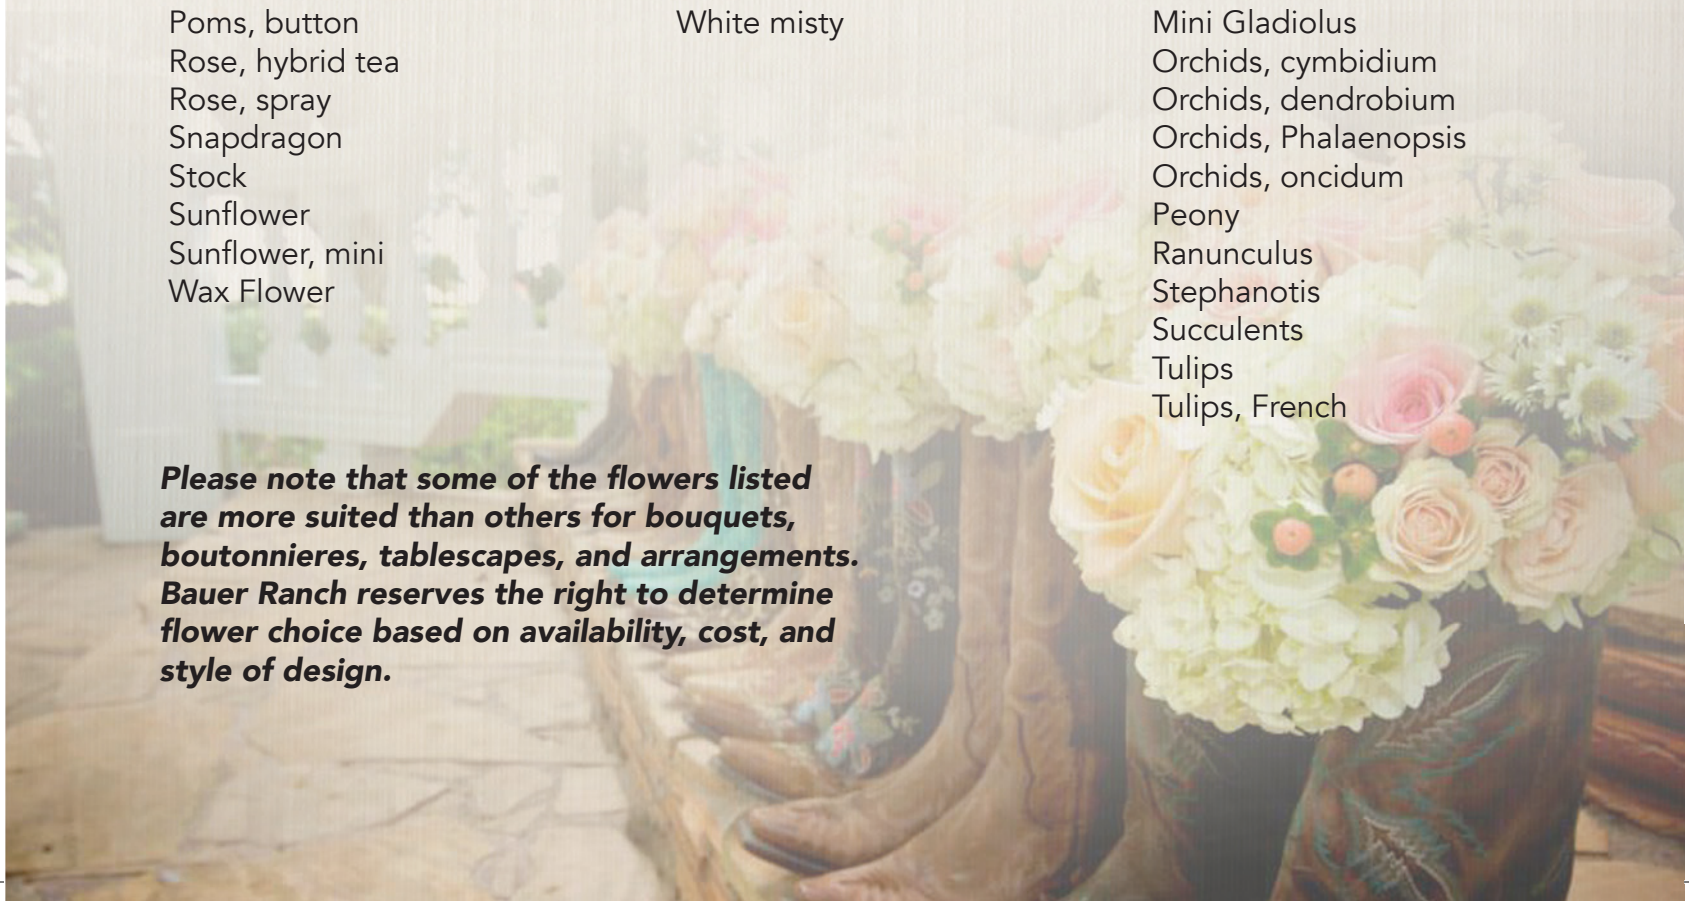 Poms, button
Rose, hybrid tea
Rose, spray
Snapdragon
Stock
Sunflower
Sunflower, mini
Wax Flower
White misty
Mini Gladiolus
Orchids, cymbidium
Orchids, dendrobium
Orchids, Phalaenopsis
Orchids, oncidum
Peony
Ranunculus
Stephanotis
Succulents
Tulips
Tulips, French
Please note that some of the flowers listed
are more suited than others for bouquets,
boutonnieres, tablescapes, and arrangements.
Bauer Ranch reserves the right to determine
flower choice based on availability, cost, and
style of design.